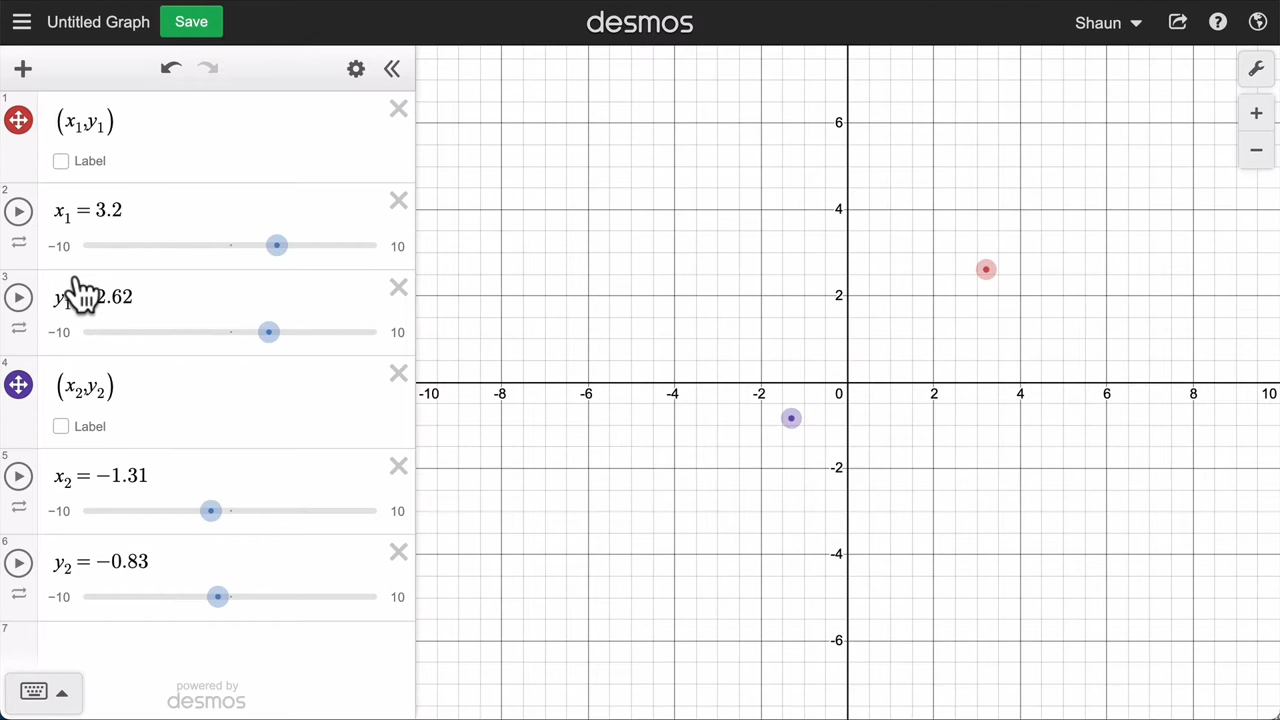 Untitled Graph
Save
desmos
Shaun
1
(x₁,y₁)
Label
2
x₁ = 3.2
−10
10
3
2.62
−10
10
4
(x₂,y₂)
Label
5
x₂ = −1.31
−10
10
6
y₂ = −0.83
−10
10
7
powered by
desmos
6
4
2
-10
-6
-4
-2
0
2
4
6
8
10
-2
-4
-6